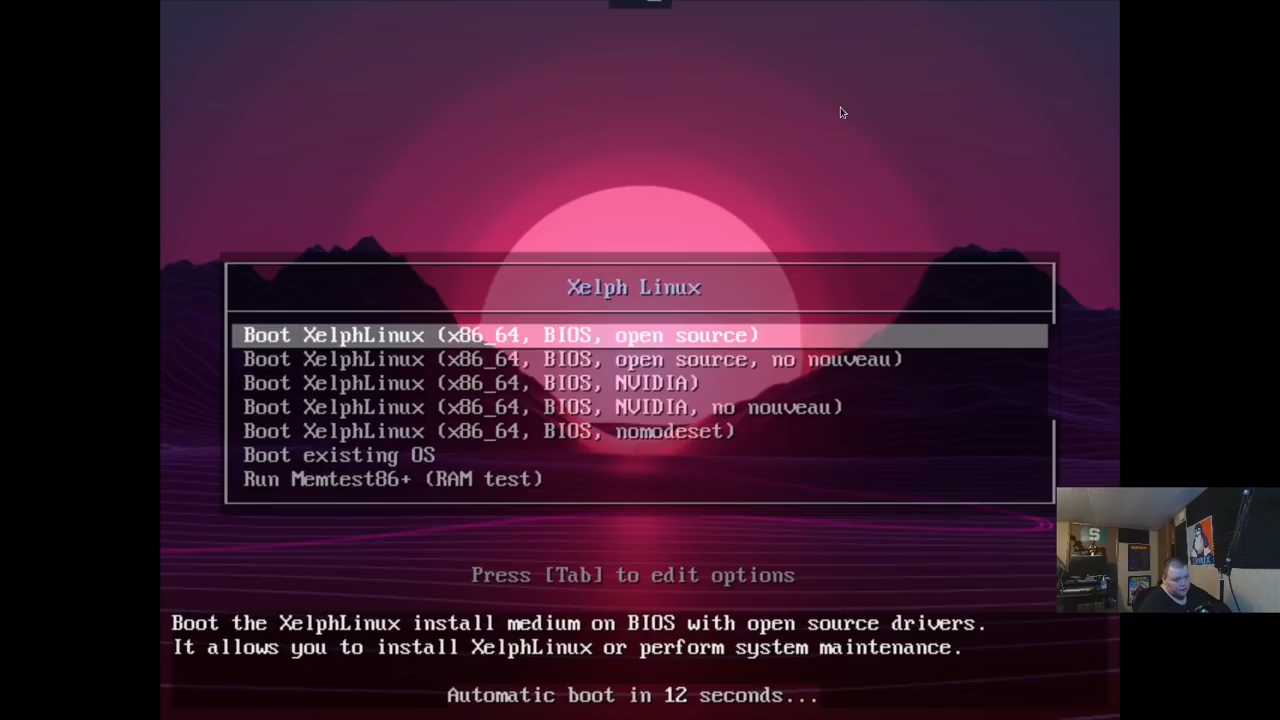 Xelph Linux
Boot XelphLinux (x86_64, BIOS, open source)
Boot XelphLinux (x86_64, BIOS, open source, no nouveau)
Boot XelphLinux (x86_64, BIOS, NVIDIA)
Boot XelphLinux (x86_64, BIOS, NVIDIA, no nouveau)
Boot XelphLinux (x86_64, BIOS, nomodeset)
Boot existing OS
Run Memtest86+ (RAM test)
Press [Tab] to edit options
Boot the XelphLinux install medium on BIOS with open source drivers.
It allows you to install XelphLinux or perform system maintenance.
Automatic boot in 12 seconds...
S